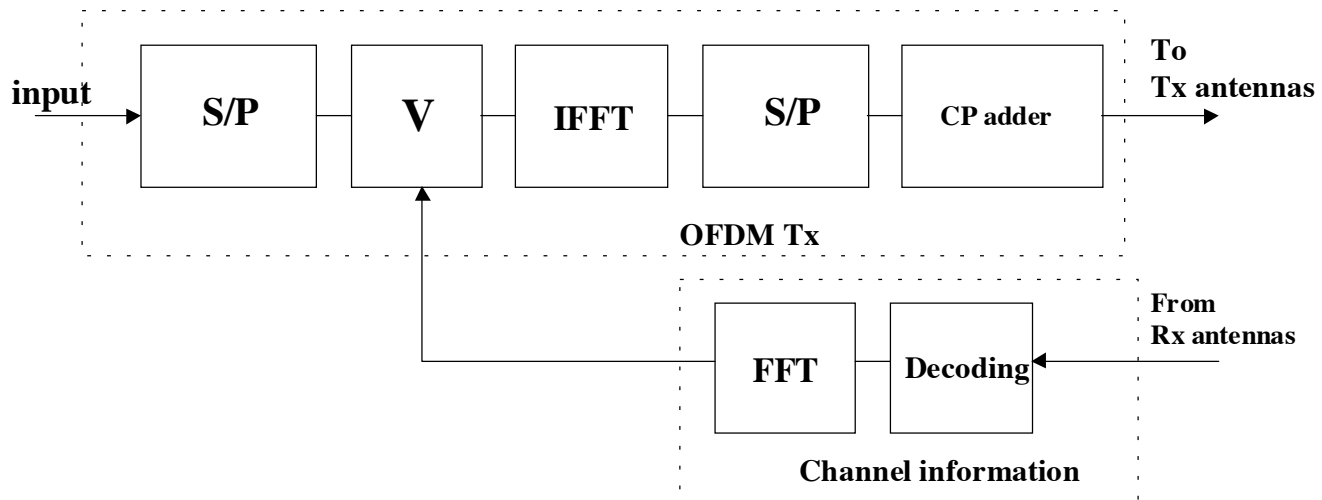 input
S/P
V
IFFT
S/P
CP adder
To
Tx antennas
OFDM Tx
From
Rx antennas
FFT
Decoding
Channel information